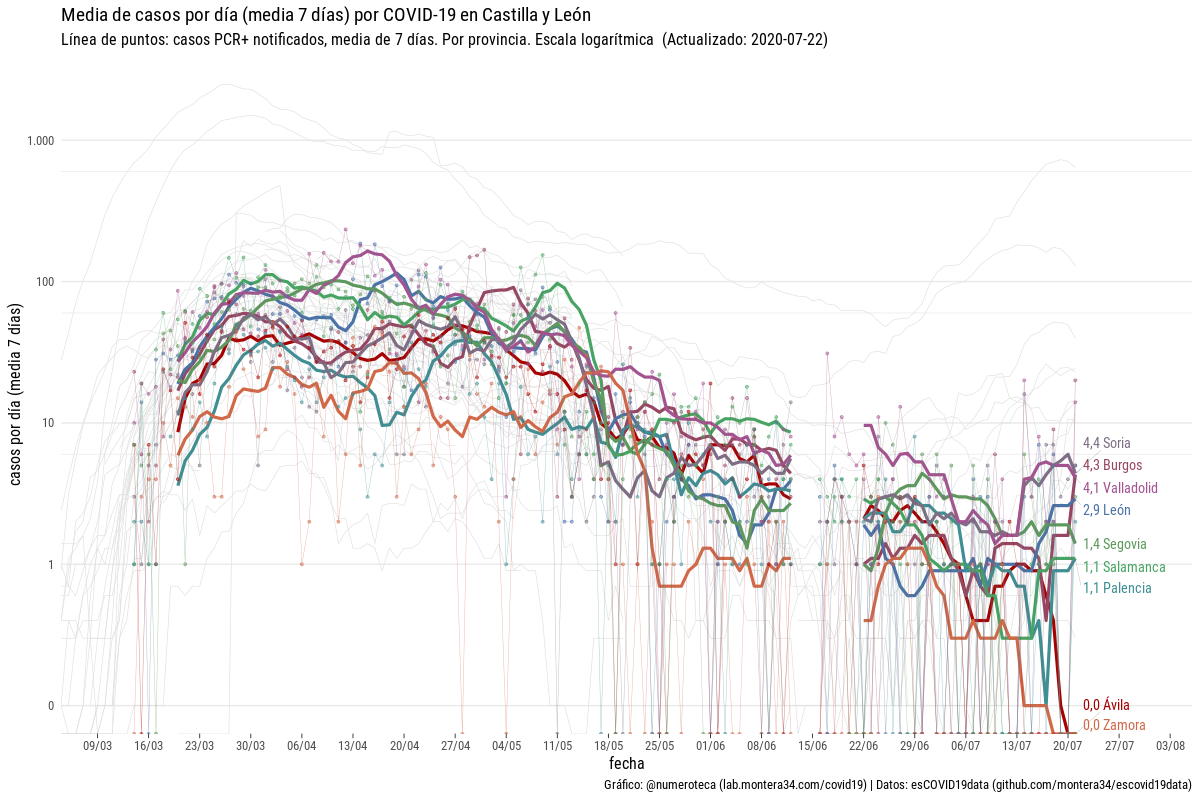 Media de casos por día (media 7 días) por COVID-19 en Castilla y León
Línea de puntos: casos PCR+ notificados, media de 7 días. Por provincia. Escala logarítmica  (Actualizado: 2020-07-22)
casos por día (media 7 días)
1.000
100
10
1
0
4,4 Soria
4,3 Burgos
4,1 Valladolid
2,9 León
1,4 Segovia
1,1 Salamanca
1,1 Palencia
0,0 Ávila
0,0 Zamora
09/03 16/03 23/03 30/03 06/04 13/04 20/04 27/04 04/05 11/05 18/05 25/05 01/06 08/06 15/06 22/06 29/06 06/07 13/07 20/07 27/07 03/08
fecha
Gráfico: @numeroteca (lab.montera34.com/covid19) | Datos: esCOVID19data (github.com/montera34/escovid19data)